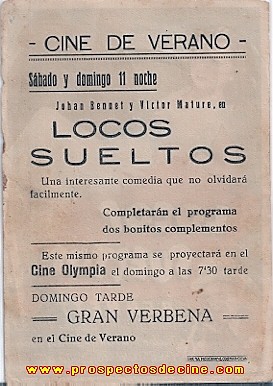 - CINE DE VERANO -
Sábado y domingo 11 noche
Johan Bennet y Victor Mature, en
LOCOS
SUELTOS
Una interesante comedia que no olvidará
facilmente.
Completarán el programa
dos bonitos complementos
Este mismo programa se proyectará en el
Cine Olympia el domingo a las 7'30 tarde
DOMINGO TARDE
GRAN VERBENA
en el Cine de Verano
www.prospectosdecine.com